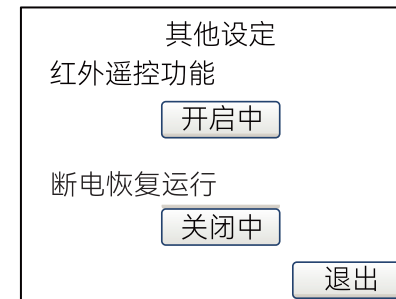 其他设定
红外遥控功能
开启中
断电恢复运行
关闭中
退出